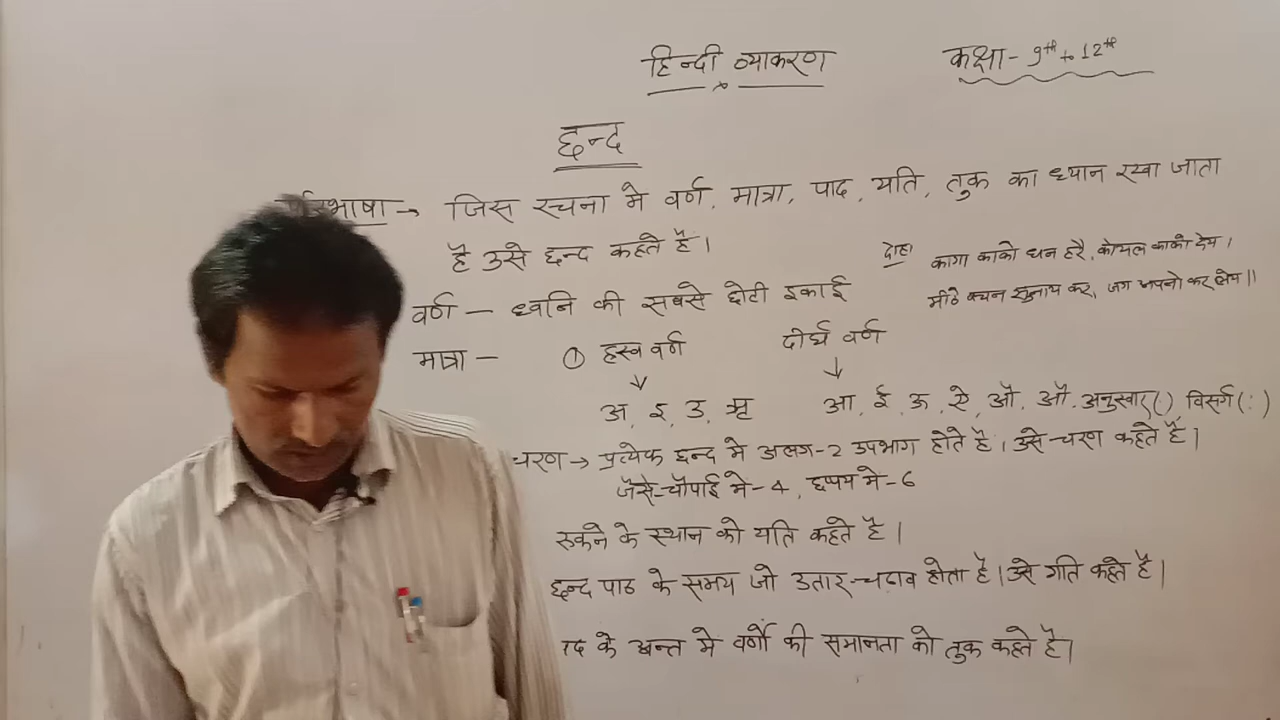 हिन्दी व्याकरण
कक्षा - 9th to 12th
छन्द
परिभाषा → जिस रचना मे वर्ण, मात्रा, पाद, यति, तुक का ध्यान रखा जाता
है उसे छन्द कहते है।
दोहा कागा काको धन हरै, कोयल काको देय।
मीठे वचन सुनाय कर, जग अपनो कर लेय॥
वर्ण - ध्वनि की सबसे छोटी इकाई
मात्रा - ① हस्व वर्ण दीर्घ वर्ण
अ, इ, उ, ऋ आ, ई, ऊ, ऐ, ओ, औ, अनुस्वार( ) विसर्ग(:)
चरण → प्रत्येक छन्द मे अलग-2 उपभाग होते है। उसे-चरण कहते है।
जैसे-चौपाई मे-4, छप्पय मे-6
रुकने के स्थान को यति कहते है।
छन्द पाठ के समय जो उतार-चढाव होता है। उसे गति कहते है।
के अन्त मे वर्णो की समानता को तुक कहते है।